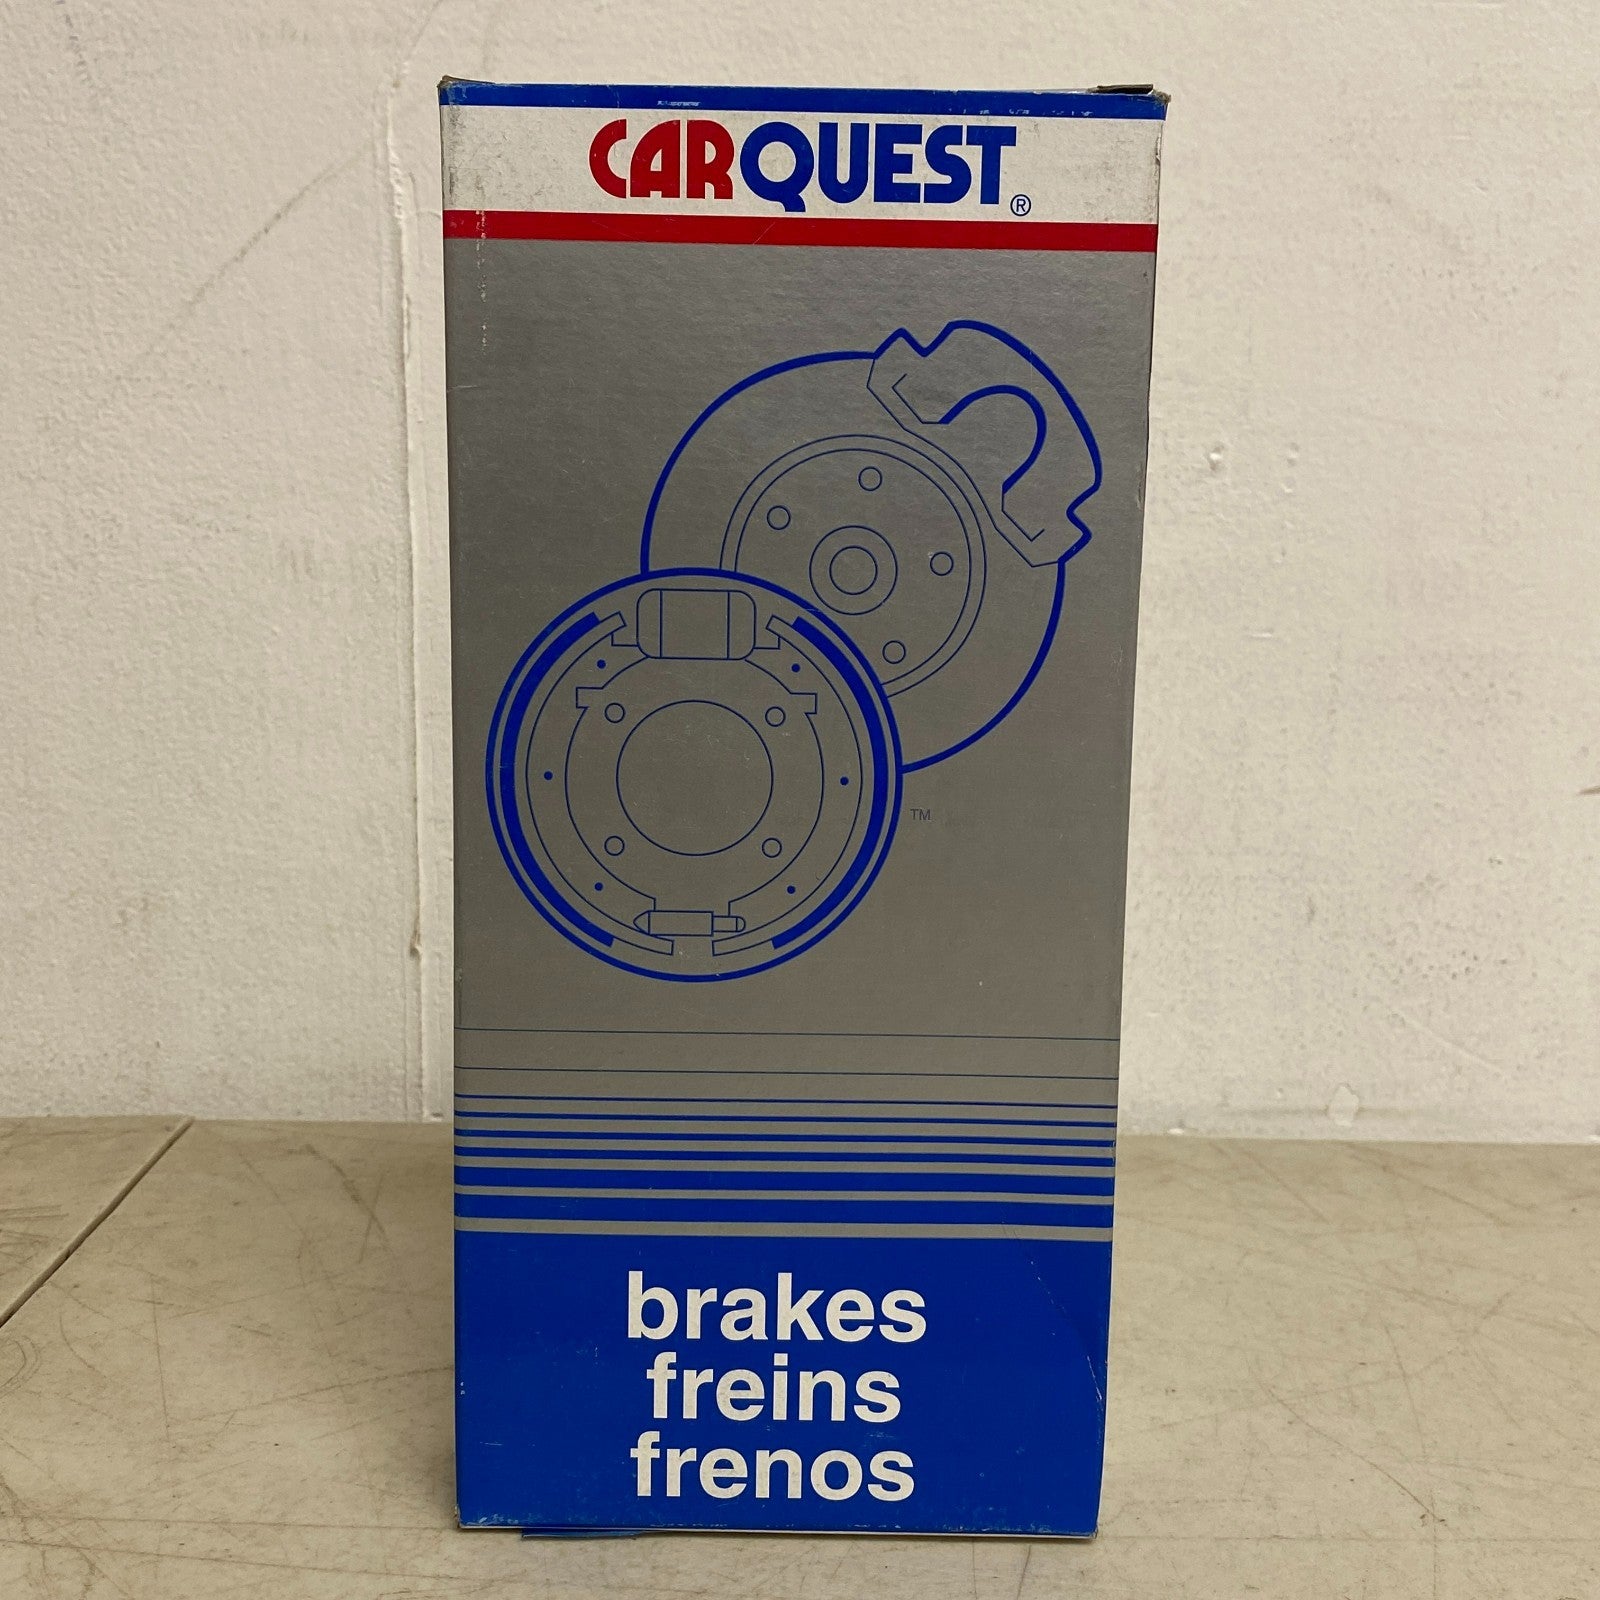 CARQUEST®
TM
brakes
freins
frenos